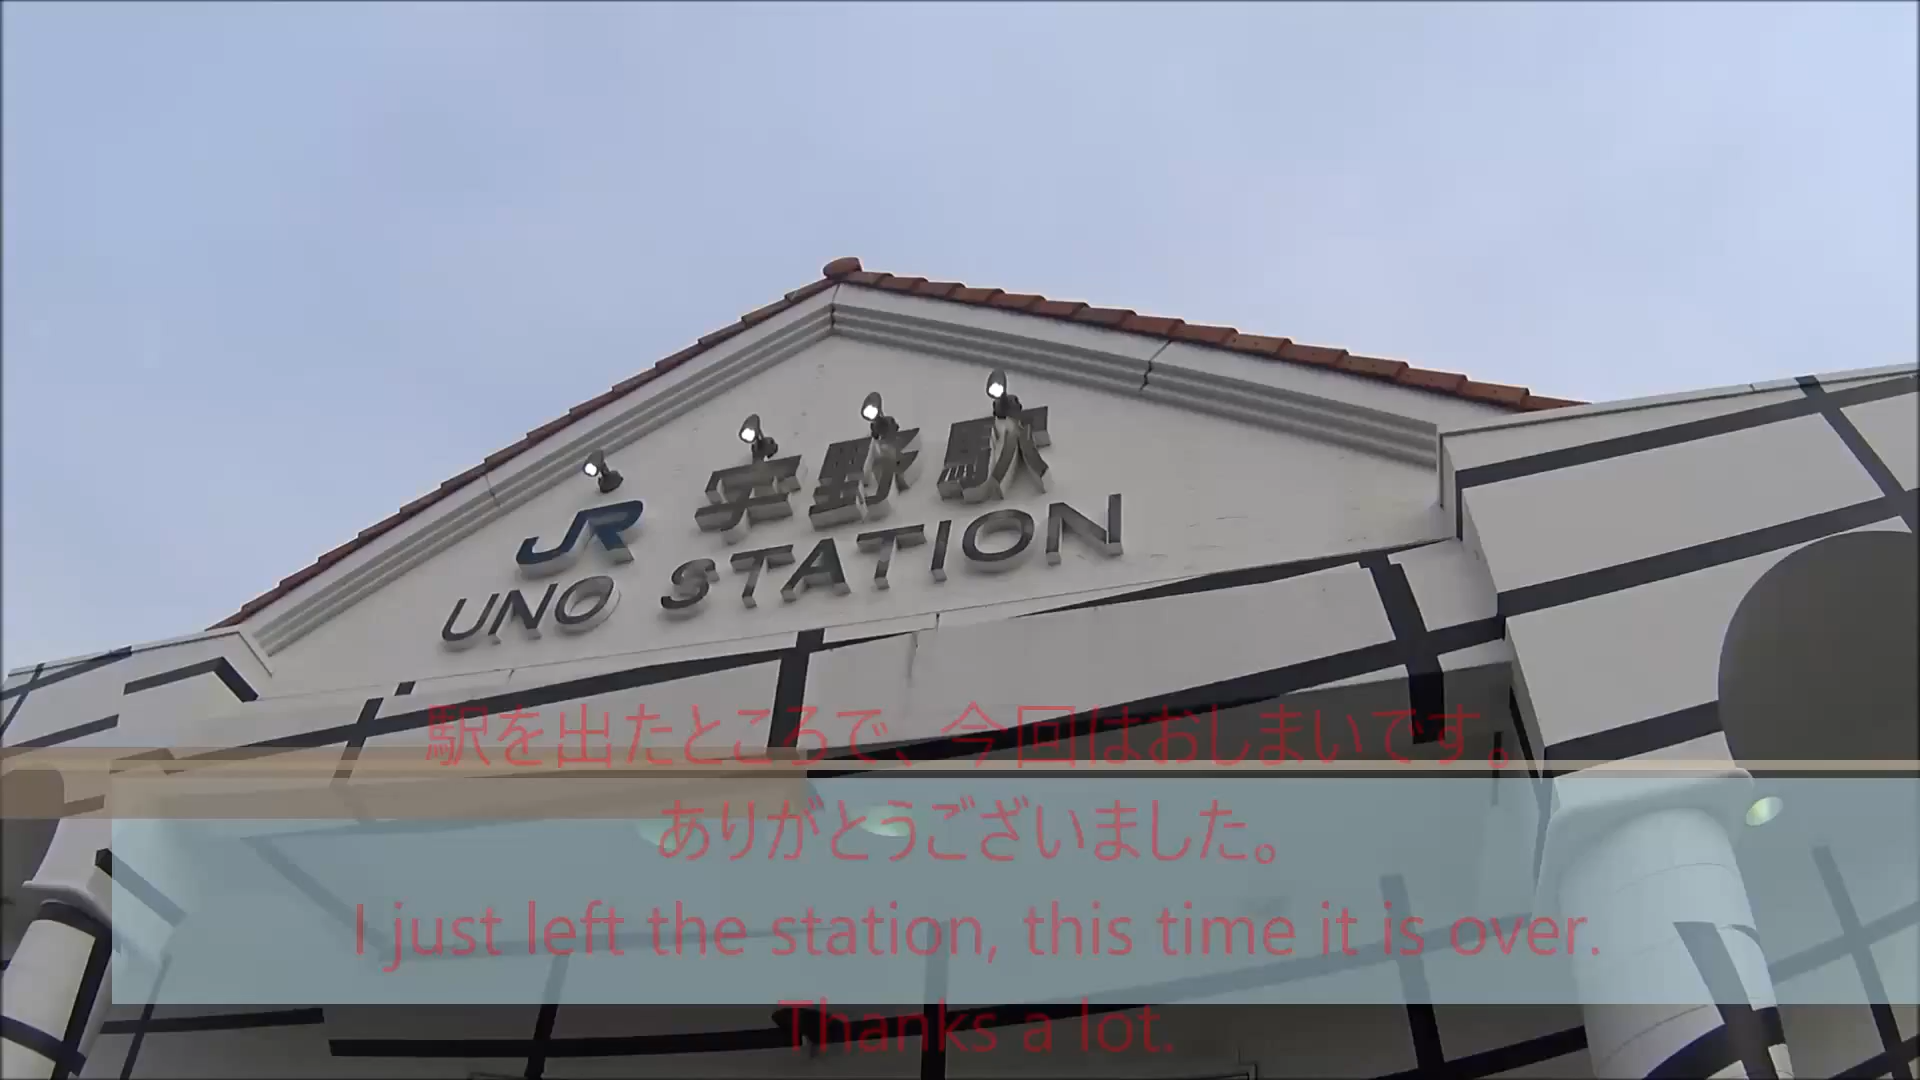 JR 宇野駅
UNO STATION
駅を出たところで、今回はおしまいです。
ありがとうございました。
I just left the station, this time it is over.
Thanks a lot.